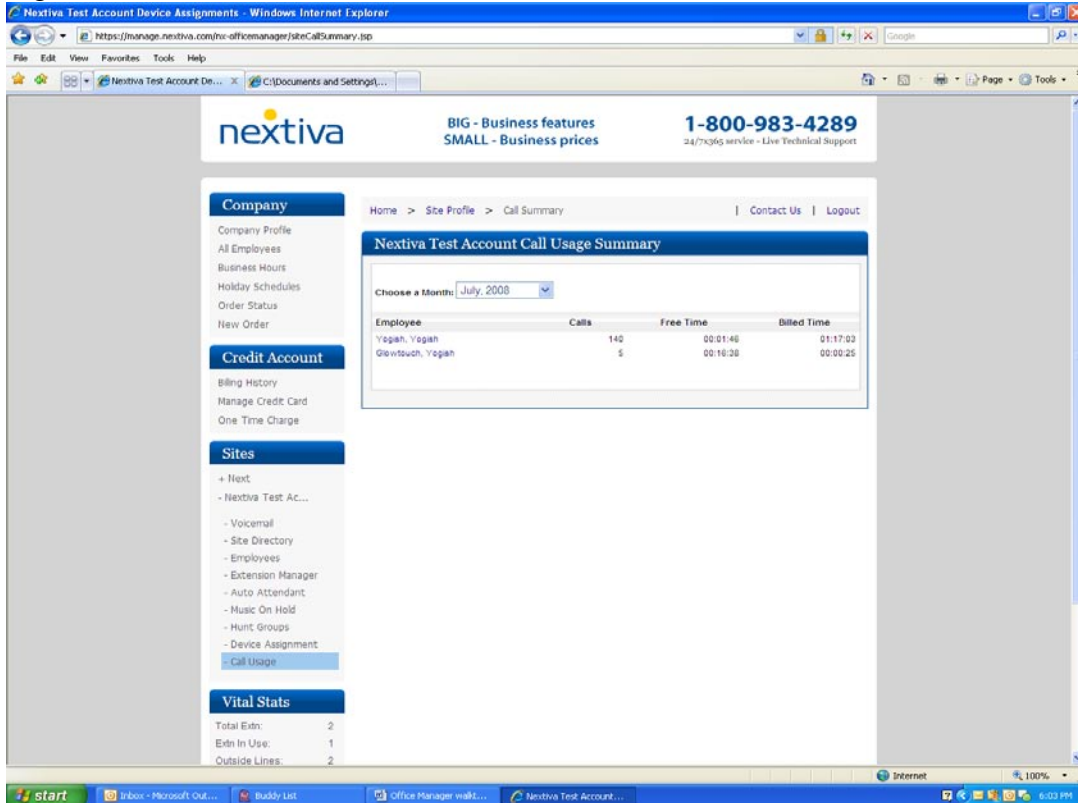 Nextiva Test Account Device Assignments - Windows Internet Explorer
https://manage.nextiva.com/nx-officemanager/siteCallSummary.jsp
Google
File Edit View Favorites Tools Help
Nextiva Test Account De... C:\Documents and Settings\... Page Tools
nextiva
BIG - Business features
SMALL - Business prices
1-800-983-4289
24/7x365 service - Live Technical Support
Company
Company Profile
All Employees
Business Hours
Holiday Schedules
Order Status
New Order
Credit Account
Billing History
Manage Credit Card
One Time Charge
Sites
+ Next
- Nextiva Test Ac...
- Voicemail
- Site Directory
- Employees
- Extension Manager
- Auto Attendant
- Music On Hold
- Hunt Groups
- Device Assignment
- Call Usage
Vital Stats
Total Extn: 2
Extn In Use: 1
Outside Lines: 2
Home > Site Profile > Call Summary | Contact Us | Logout
Nextiva Test Account Call Usage Summary
Choose a Month: July, 2008
Employee Calls Free Time Billed Time
Yogish, Yogish 140 00:01:46 01:17:03
Glowtouch, Yogish 5 00:16:38 00:00:25
Internet 100%
start Inbox - Microsoft Out... Buddy List Office Manager walkt... Nextiva Test Account... 6:03 PM